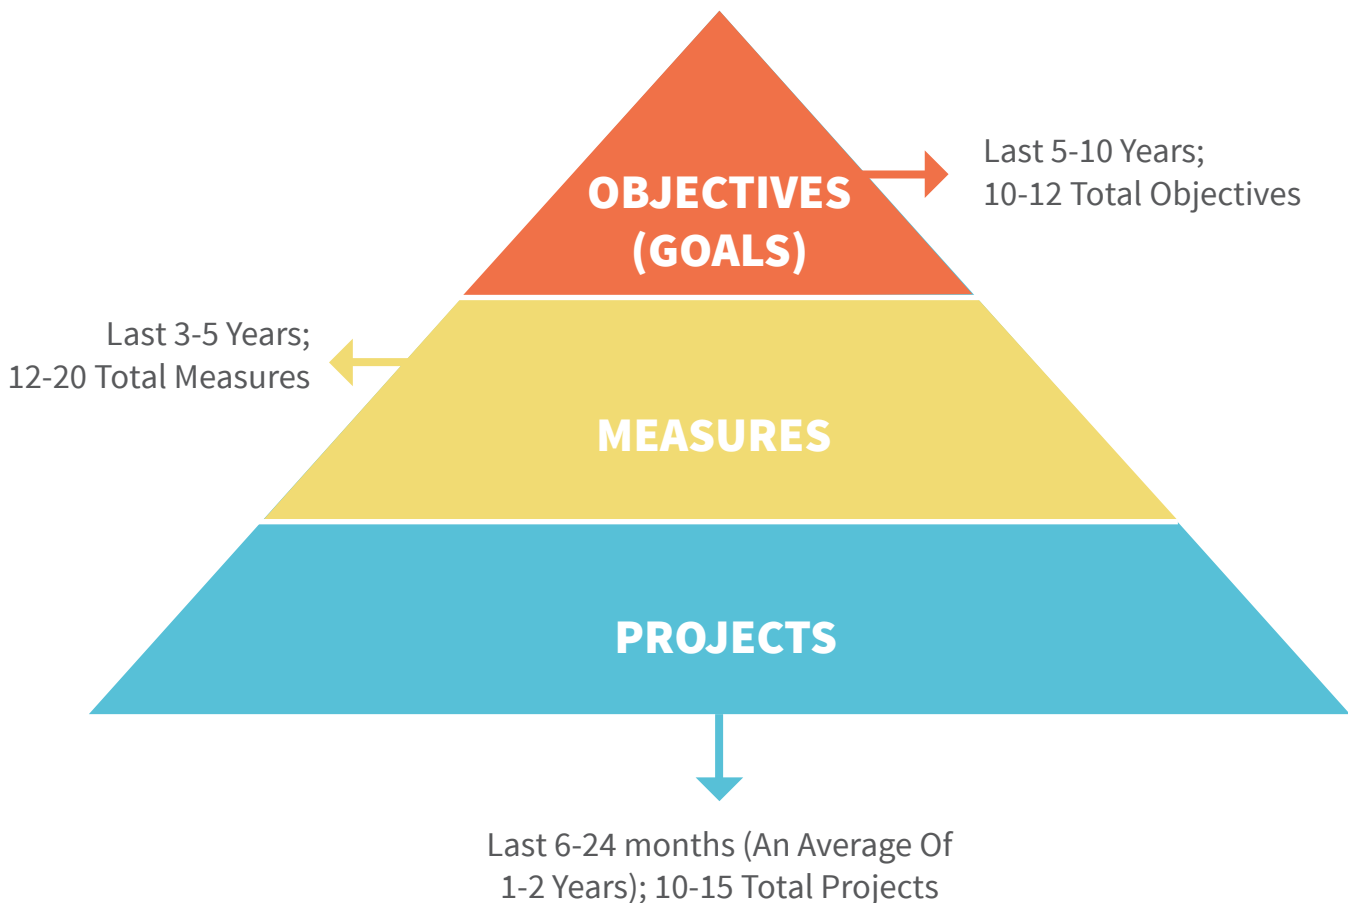 OBJECTIVES
(GOALS)
Last 5-10 Years;
10-12 Total Objectives
Last 3-5 Years;
12-20 Total Measures
MEASURES
PROJECTS
Last 6-24 months (An Average Of
1-2 Years); 10-15 Total Projects